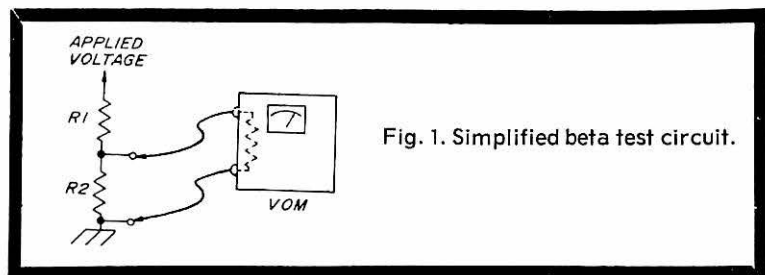 APPLIED
VOLTAGE
R1
R2
VOM
Fig. 1. Simplified beta test circuit.